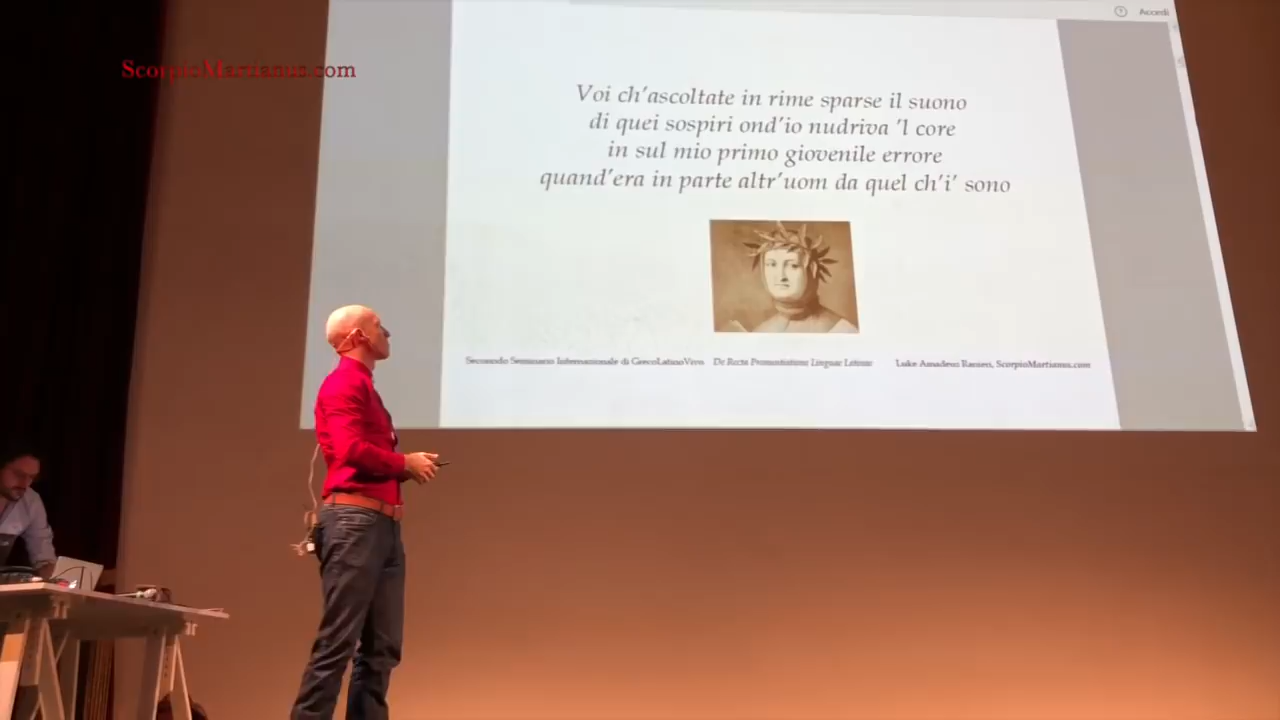 Accedi
ScorpioMartianus.com
Voi ch'ascoltate in rime sparse il suono
di quei sospiri ond'io nudriva 'l core
in sul mio primo giovenile errore
quand'era in parte altr'uom da quel ch'i' sono
Secondo Seminario Internazionale di GrecoLatinoVivo De Recta Pronuntiatione Linguae Latinae Luke Amadeus Ranieri, ScorpioMartianus.com